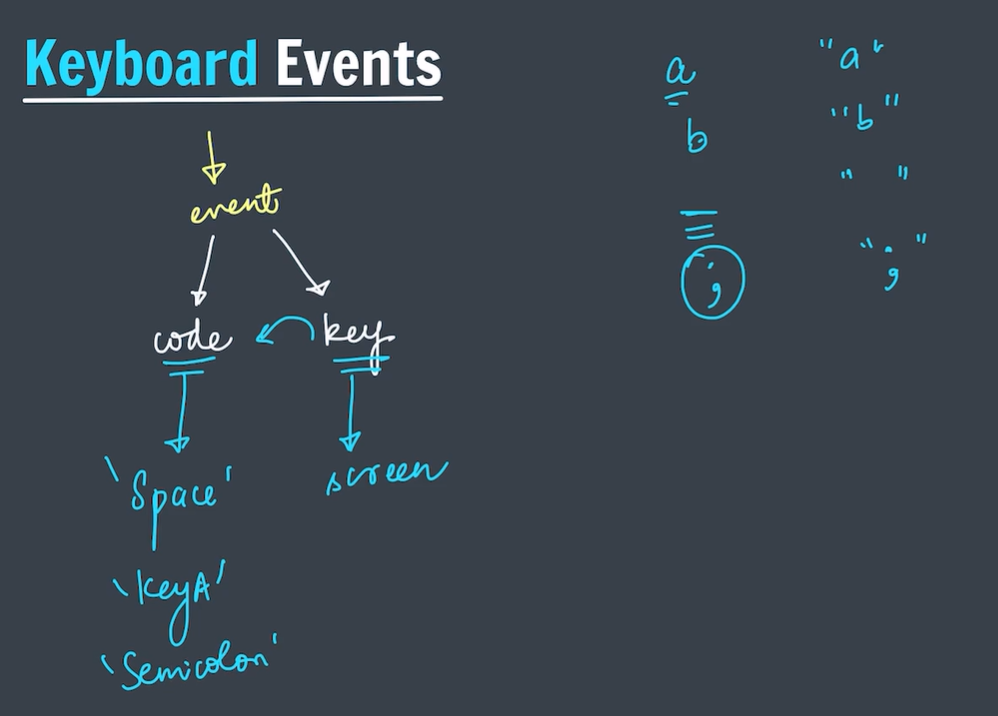 Keyboard Events
event
code key
'Space' screen
'KeyA'
'Semicolon'
a "a"
b "b"
" "
; ";"